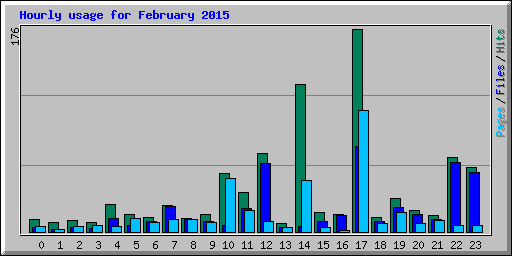 Hourly usage for February 2015
176
Pages / Files / Hits
0 1 2 3 4 5 6 7 8 9 10 11 12 13 14 15 16 17 18 19 20 21 22 23